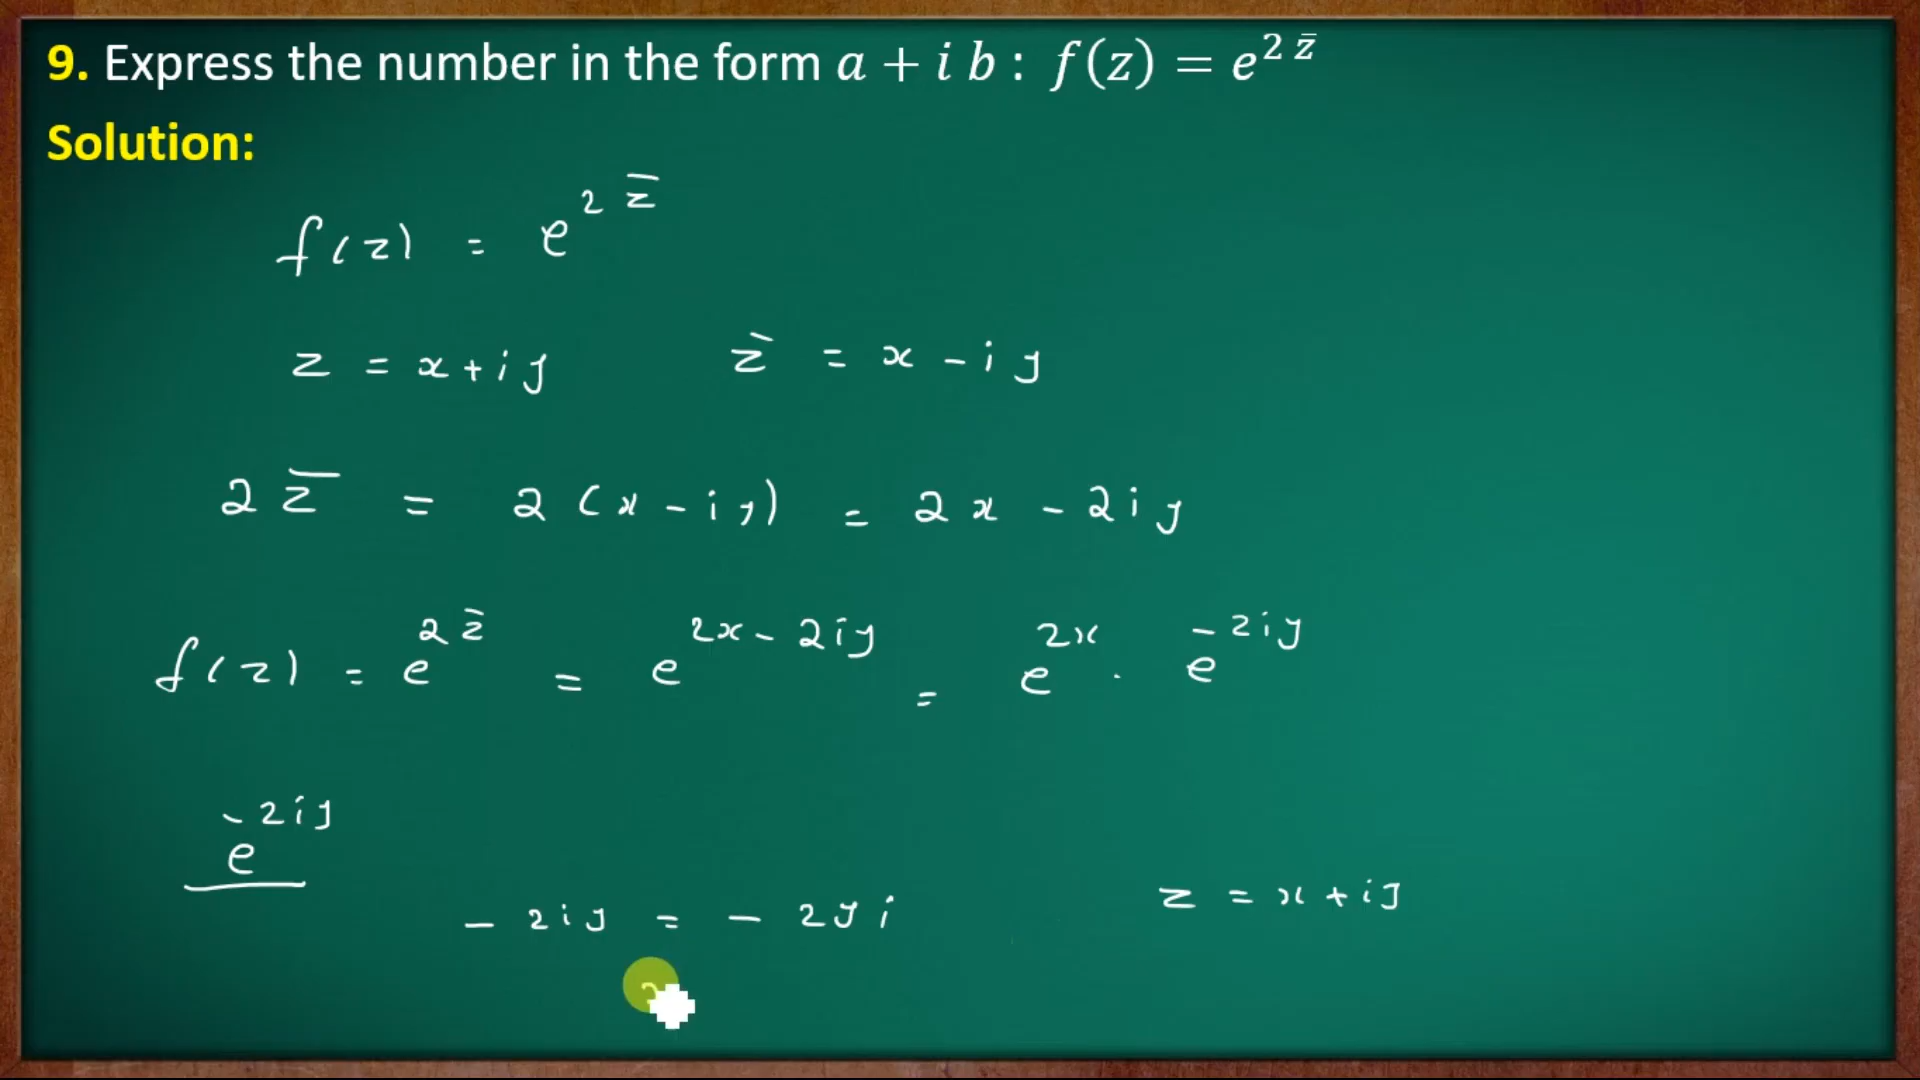 9. Express the number in the form a + i b : f(z) = e^{2 z̄}
Solution:
f(z) = e^{2 z̄}
z = x + iy    z̄ = x - iy
2 z̄ = 2(x - iy) = 2x - 2iy
f(z) = e^{2 z̄} = e^{2x - 2iy} = e^{2x} . e^{-2iy}
e^{-2iy}
- 2iy = - 2yi    z = x + iy